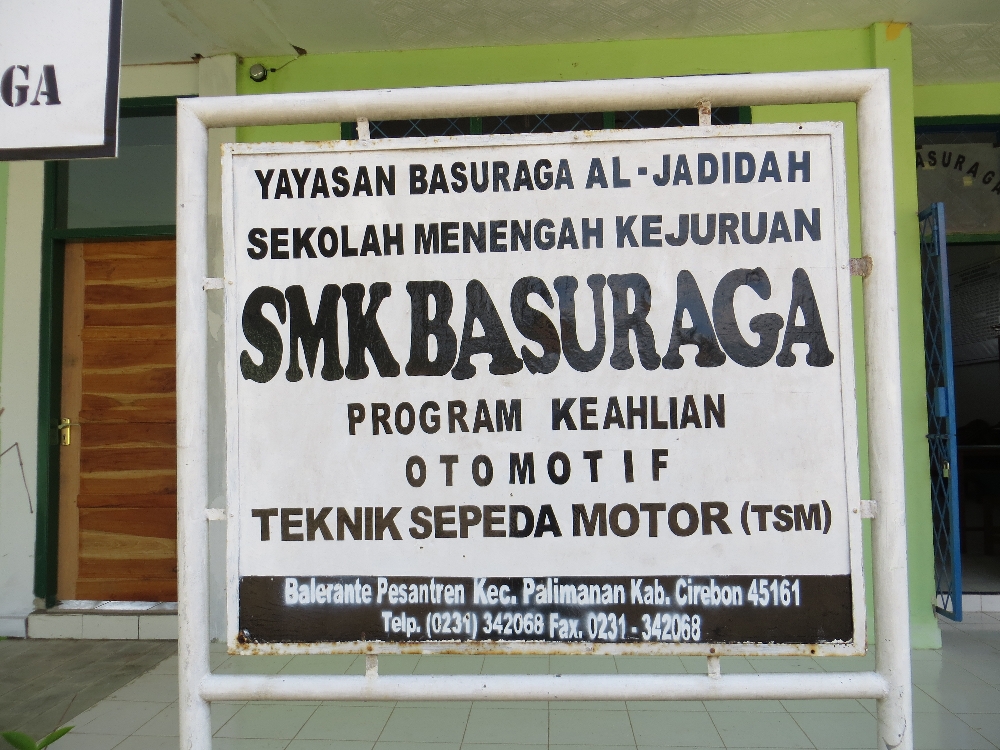 GA
YAYASAN BASURAGA AL-JADIDAH
SEKOLAH MENENGAH KEJURUAN
SMK BASURAGA
PROGRAM KEAHLIAN
OTOMOTIF
TEKNIK SEPEDA MOTOR (TSM)
Balerante Pesantren Kec. Palimanan Kab. Cirebon 45161
Telp. (0231) 342068 Fax. 0231 - 342068
ASURAGA